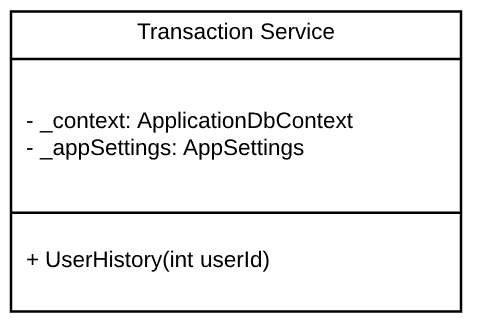 Transaction Service
- _context: ApplicationDbContext
- _appSettings: AppSettings
+ UserHistory(int userId)